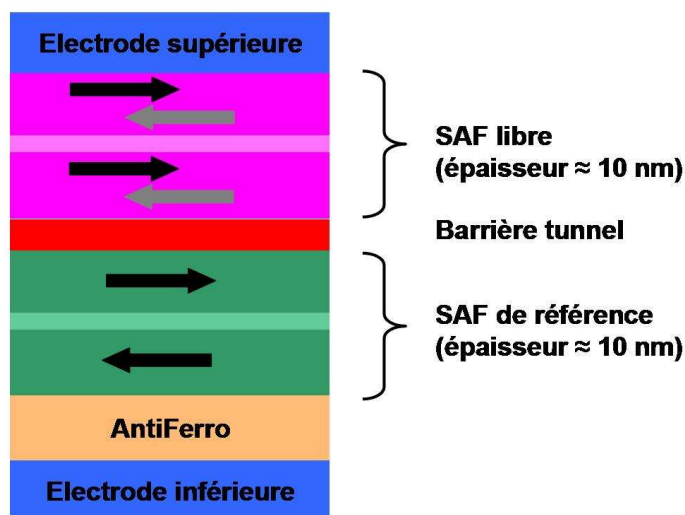 Electrode supérieure
SAF libre
(épaisseur ≈ 10 nm)
Barrière tunnel
SAF de référence
(épaisseur ≈ 10 nm)
AntiFerro
Electrode inférieure